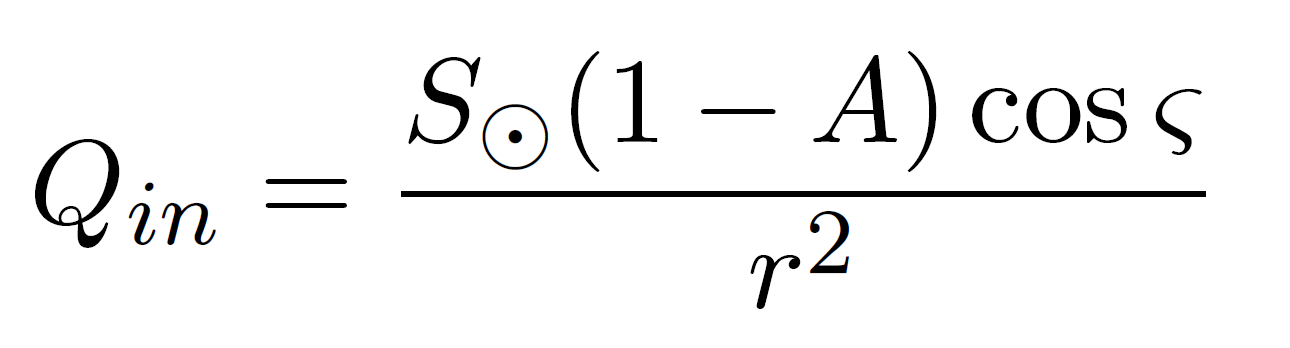 Q_{in} = \frac{S_{\odot}(1 - A) \cos \varsigma}{r^2}